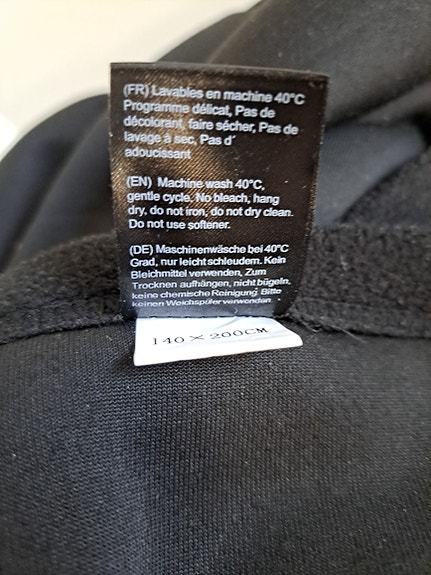 (FR) Lavables en machine 40°C
Programme délicat, Pas de
décolorant, faire sécher, Pas de
lavage à sec, Pas d'
adoucissant
(EN) Machine wash 40°C,
gentle cycle. No bleach, hang
dry, do not iron, do not dry clean.
Do not use softener.
(DE) Maschinenwäsche bei 40°C
Grad, nur leicht schleudern. Kein
Bleichmittel verwenden, Zum
Trocknen aufhängen, nicht bügeln,
keine chemische Reinigung. Bitte
keinen Weichspüler verwenden
140×200CM